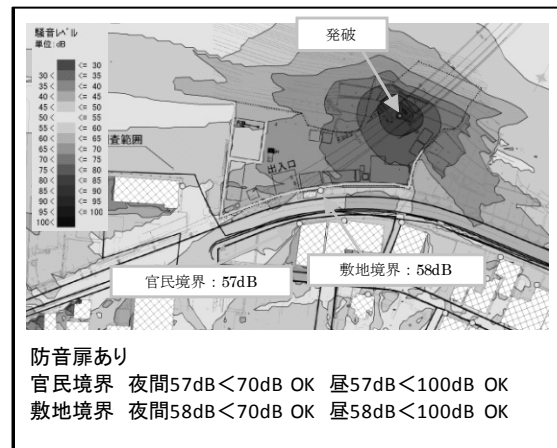 騒音レベル
単位: dB
<= 30
30 < <= 35
35 < <= 40
40 < <= 45
45 < <= 50
50 < <= 55
55 < <= 60
60 < <= 65
65 < <= 70
70 < <= 75
75 < <= 80
80 < <= 85
85 < <= 90
90 < <= 95
95 < <= 100
100 <
発破
査範囲
出入口
官民境界：57dB
敷地境界：58dB
防音扉あり
官民境界 夜間57dB＜70dB OK 昼57dB＜100dB OK
敷地境界 夜間58dB＜70dB OK 昼58dB＜100dB OK